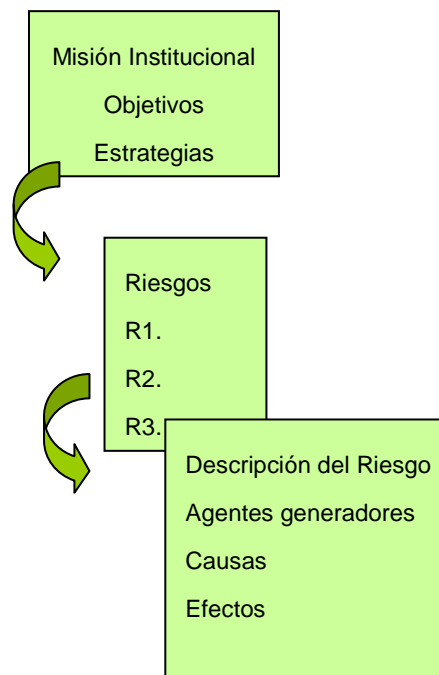 Misión Institucional
Objetivos
Estrategias
Riesgos
R1.
R2.
R3.
Descripción del Riesgo
Agentes generadores
Causas
Efectos